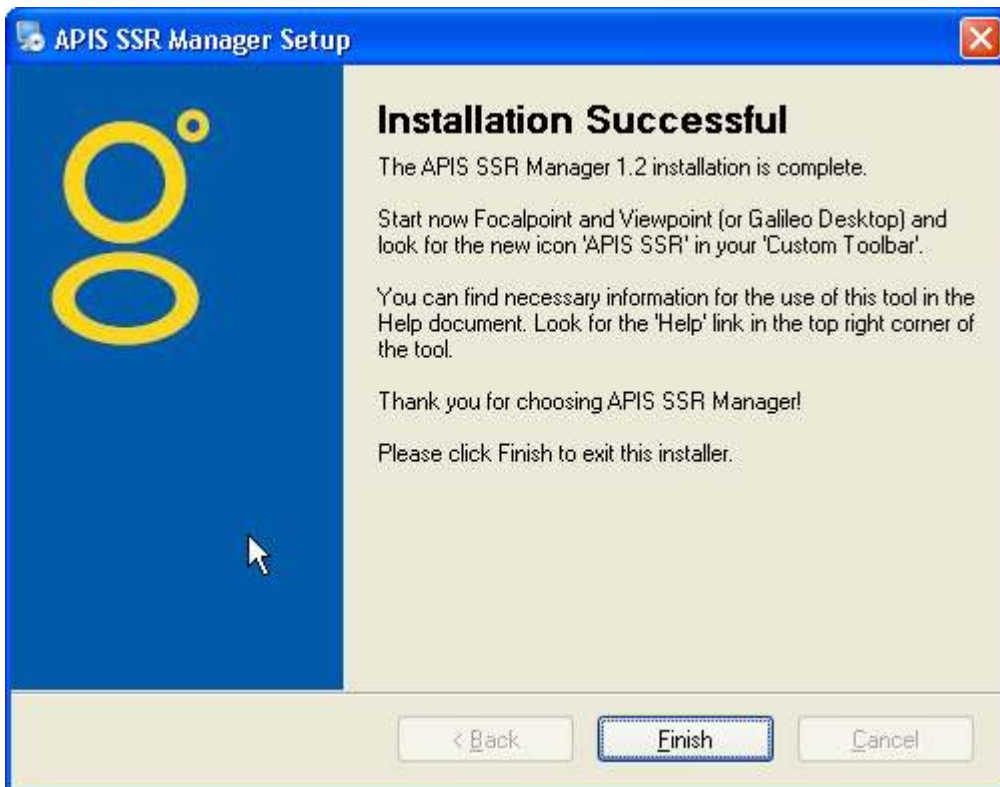 APIS SSR Manager Setup
Installation Successful
The APIS SSR Manager 1.2 installation is complete.
Start now Focalpoint and Viewpoint (or Galileo Desktop) and
look for the new icon 'APIS SSR' in your 'Custom Toolbar'.
You can find necessary information for the use of this tool in the
Help document. Look for the 'Help' link in the top right corner of
the tool.
Thank you for choosing APIS SSR Manager!
Please click Finish to exit this installer.
< Back
Finish
Cancel